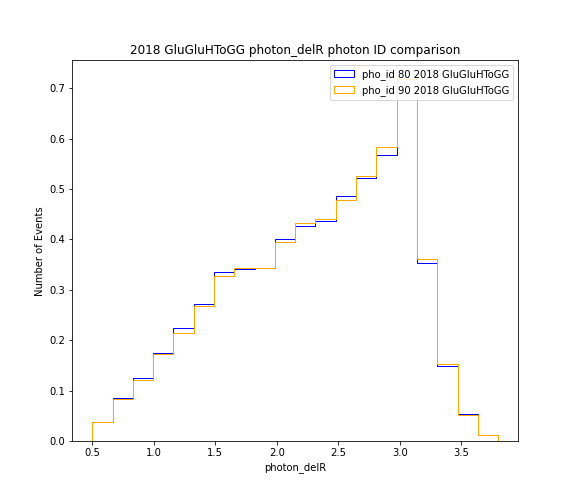 2018 GluGluHToGG photon_delR photon ID comparison
pho_id 80 2018 GluGluHToGG
pho_id 90 2018 GluGluHToGG
0.7
0.6
0.5
0.4
0.3
0.2
0.1
0.0
Number of Events
0.5 1.0 1.5 2.0 2.5 3.0 3.5
photon_delR